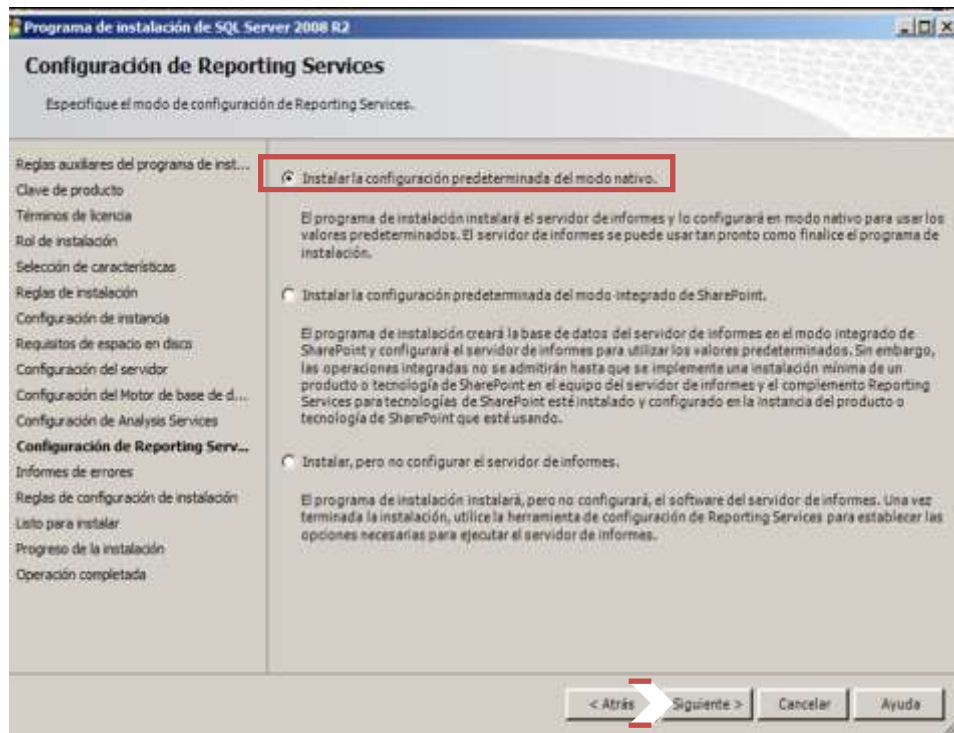 Programa de instalación de SQL Server 2008 R2
Configuración de Reporting Services
Especifique el modo de configuración de Reporting Services.
Reglas auxiliares del programa de inst...
Clave de producto
Términos de licencia
Rol de instalación
Selección de características
Reglas de instalación
Configuración de instancia
Requisitos de espacio en disco
Configuración del servidor
Configuración del Motor de base de d...
Configuración de Analysis Services
Configuración de Reporting Serv...
Informes de errores
Reglas de configuración de instalación
Listo para instalar
Progreso de la instalación
Operación completada
Instalar la configuración predeterminada del modo nativo.
El programa de instalación instalará el servidor de informes y lo configurará en modo nativo para usar los
valores predeterminados. El servidor de informes se puede usar tan pronto como finalice el programa de
instalación.
Instalar la configuración predeterminada del modo integrado de SharePoint.
El programa de instalación creará la base de datos del servidor de informes en el modo integrado de
SharePoint y configurará el servidor de informes para utilizar los valores predeterminados. Sin embargo,
las operaciones integradas no se admitirán hasta que se implemente una instalación mínima de un
producto o tecnología de SharePoint en el equipo del servidor de informes y el complemento Reporting
Services para tecnologías de SharePoint esté instalado y configurado en la instancia del producto o
tecnología de SharePoint que esté usando.
Instalar, pero no configurar el servidor de informes.
El programa de instalación instalará, pero no configurará, el software del servidor de informes. Una vez
terminada la instalación, utilice la herramienta de configuración de Reporting Services para establecer las
opciones necesarias para ejecutar el servidor de informes.
< Atrás
Siguiente >
Cancelar
Ayuda